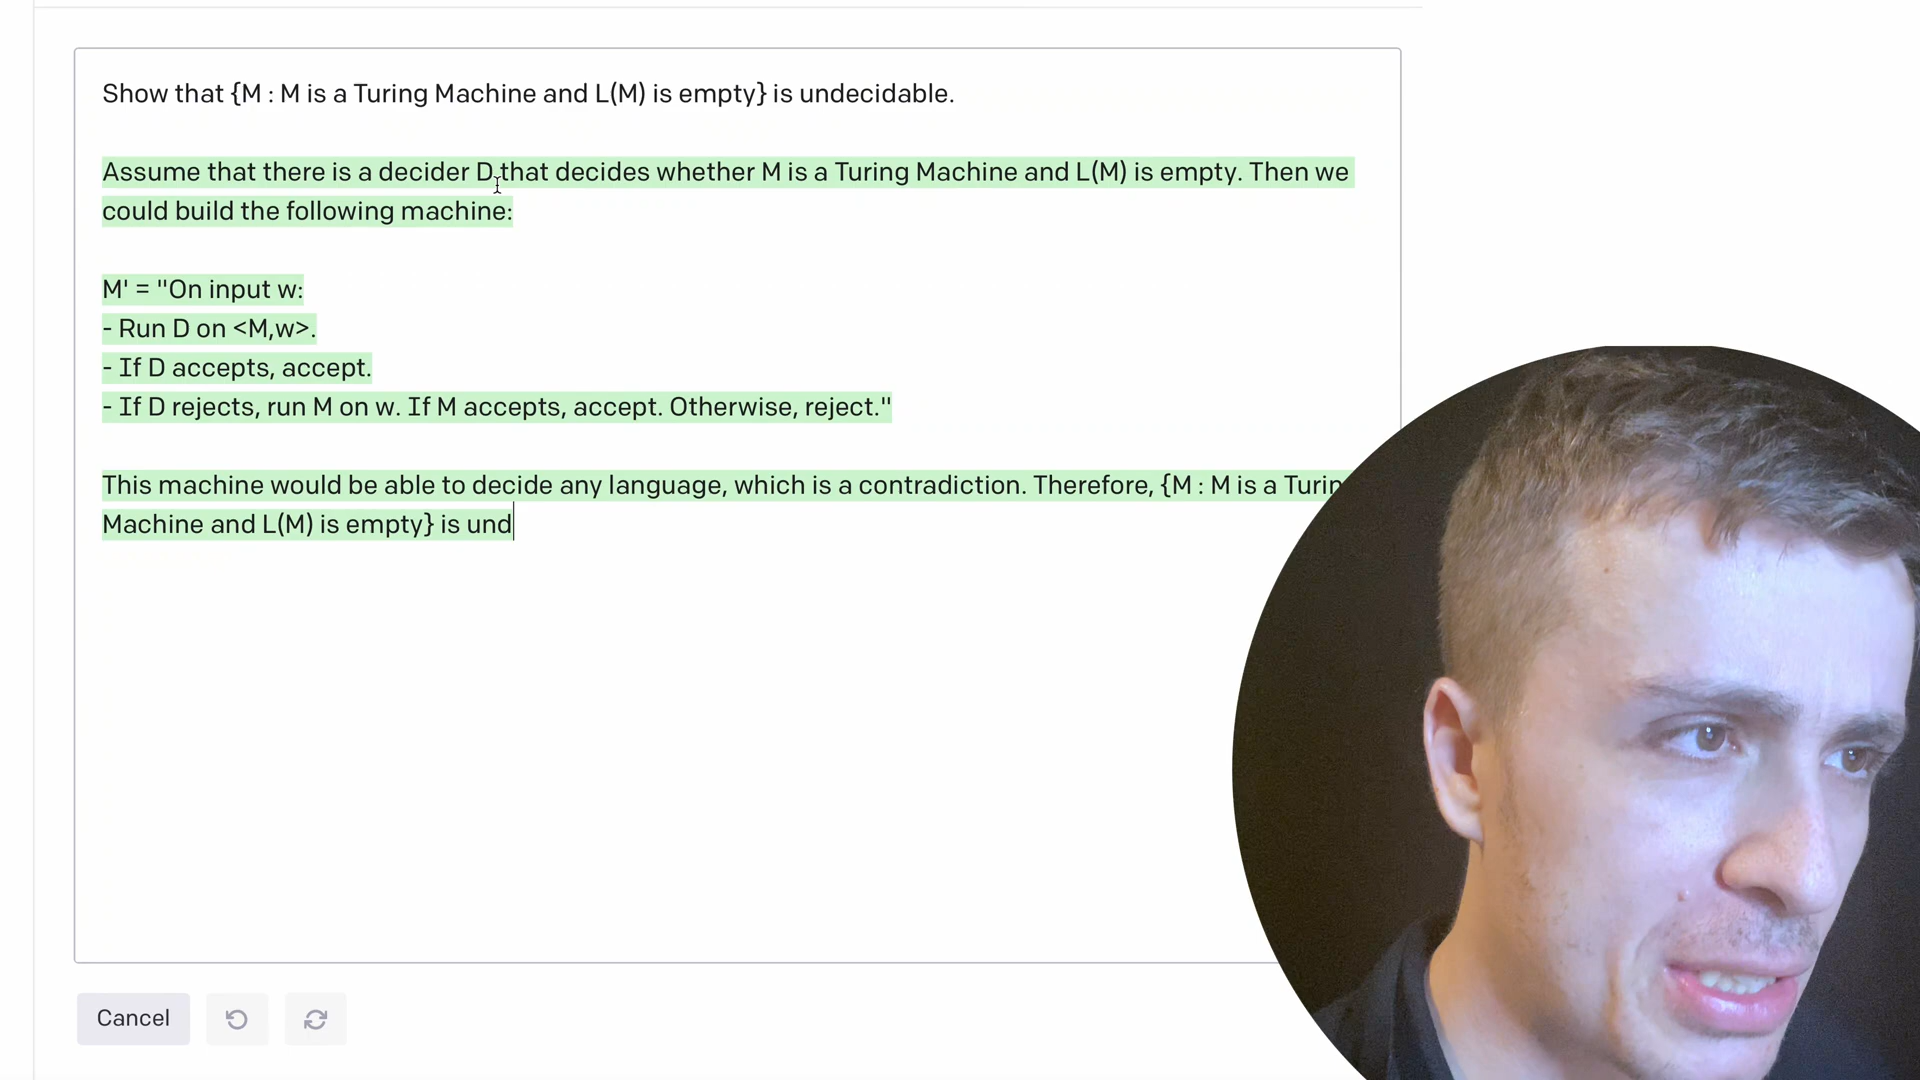 Show that {M : M is a Turing Machine and L(M) is empty} is undecidable.
Assume that there is a decider D that decides whether M is a Turing Machine and L(M) is empty. Then we
could build the following machine:
M' = "On input w:
- Run D on <M,w>.
- If D accepts, accept.
- If D rejects, run M on w. If M accepts, accept. Otherwise, reject."
This machine would be able to decide any language, which is a contradiction. Therefore, {M : M is a Turin
Machine and L(M) is empty} is und
Cancel